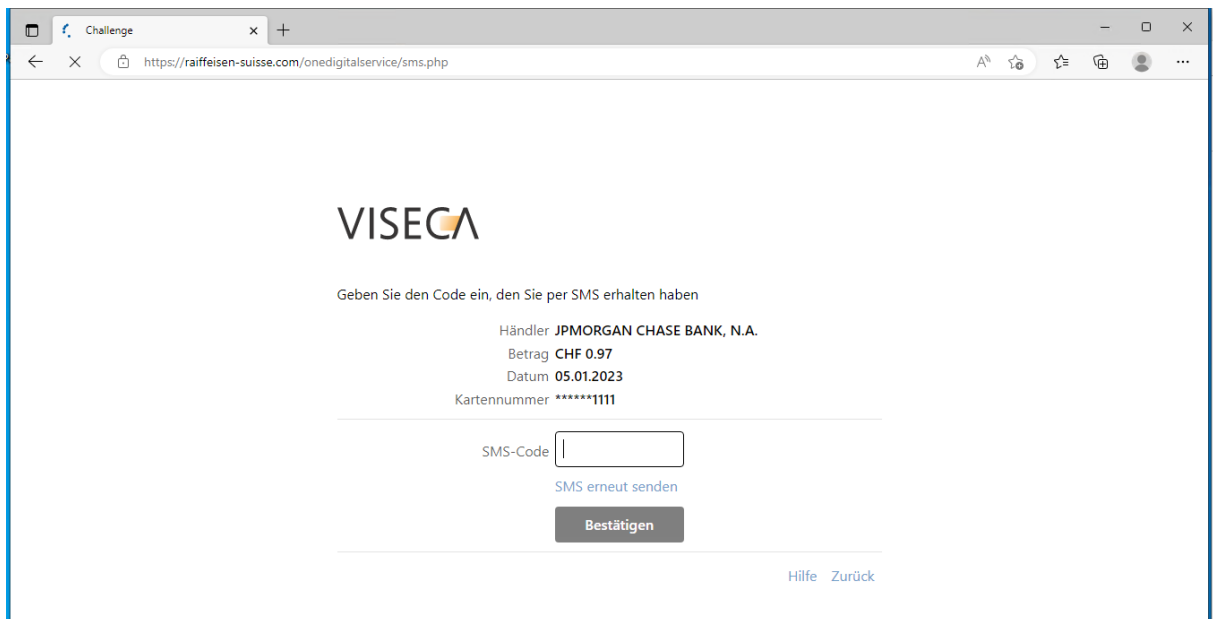 Challenge
https://raiffeisen-suisse.com/onedigitalservice/sms.php
VISECA
Geben Sie den Code ein, den Sie per SMS erhalten haben
Händler JPMORGAN CHASE BANK, N.A.
Betrag CHF 0.97
Datum 05.01.2023
Kartennummer ******1111
SMS-Code
SMS erneut senden
Bestätigen
Hilfe Zurück